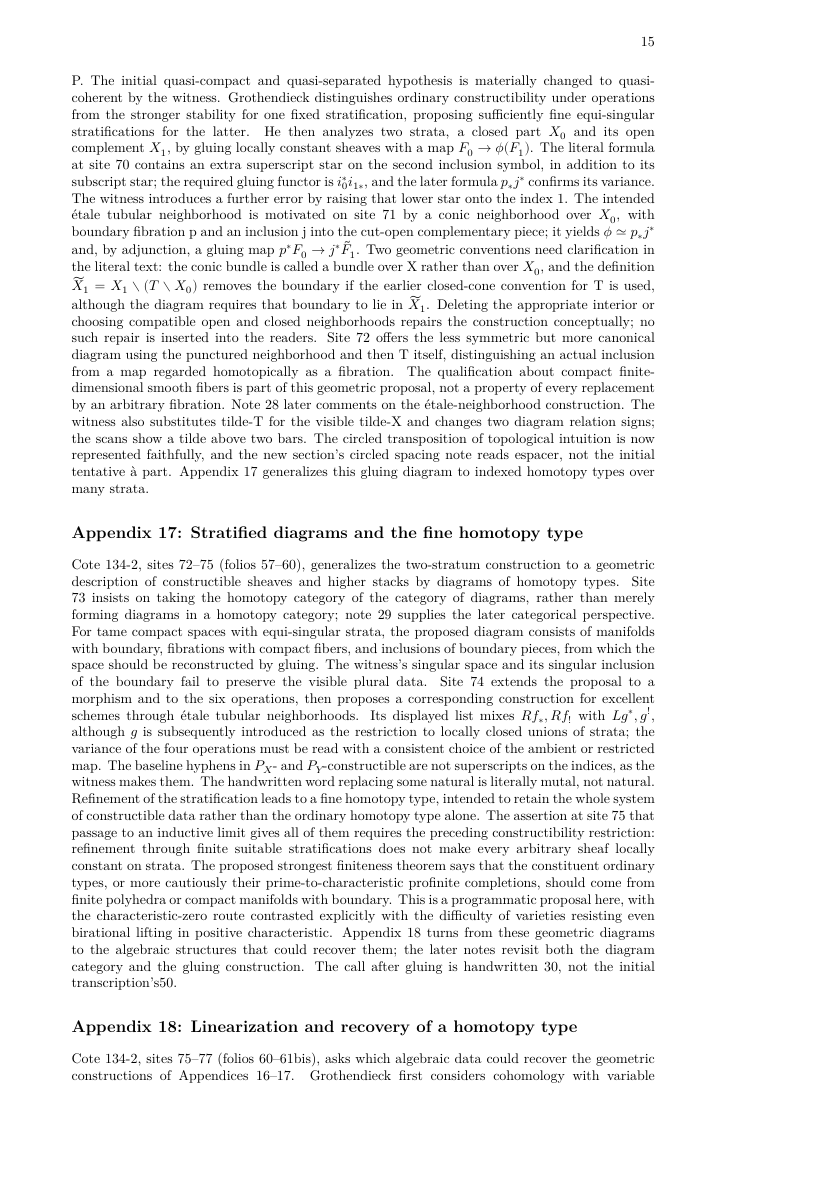 15
P. The initial quasi-compact and quasi-separated hypothesis is materially changed to quasi-
coherent by the witness. Grothendieck distinguishes ordinary constructibility under operations
from the stronger stability for one fixed stratification, proposing sufficiently fine equi-singular
stratifications for the latter. He then analyzes two strata, a closed part X₀ and its open
complement X₁, by gluing locally constant sheaves with a map F₀ → ϕ(F₁). The literal formula
at site 70 contains an extra superscript star on the second inclusion symbol, in addition to its
subscript star; the required gluing functor is i₀*i₁∗, and the later formula p∗j* confirms its variance.
The witness introduces a further error by raising that lower star onto the index 1. The intended
étale tubular neighborhood is motivated on site 71 by a conic neighborhood over X₀, with
boundary fibration p and an inclusion j into the cut-open complementary piece; it yields ϕ ≃ p∗j*
and, by adjunction, a gluing map p*F₀ → j*F̃₁. Two geometric conventions need clarification in
the literal text: the conic bundle is called a bundle over X rather than over X₀, and the definition
X̃₁ = X₁ \ (T \ X₀) removes the boundary if the earlier closed-cone convention for T is used,
although the diagram requires that boundary to lie in X̃₁. Deleting the appropriate interior or
choosing compatible open and closed neighborhoods repairs the construction conceptually; no
such repair is inserted into the readers. Site 72 offers the less symmetric but more canonical
diagram using the punctured neighborhood and then T itself, distinguishing an actual inclusion
from a map regarded homotopically as a fibration. The qualification about compact finite-
dimensional smooth fibers is part of this geometric proposal, not a property of every replacement
by an arbitrary fibration. Note 28 later comments on the étale-neighborhood construction. The
witness also substitutes tilde-T for the visible tilde-X and changes two diagram relation signs;
the scans show a tilde above two bars. The circled transposition of topological intuition is now
represented faithfully, and the new section's circled spacing note reads espacer, not the initial
tentative à part. Appendix 17 generalizes this gluing diagram to indexed homotopy types over
many strata.
Appendix 17: Stratified diagrams and the fine homotopy type
Cote 134-2, sites 72–75 (folios 57–60), generalizes the two-stratum construction to a geometric
description of constructible sheaves and higher stacks by diagrams of homotopy types. Site
73 insists on taking the homotopy category of the category of diagrams, rather than merely
forming diagrams in a homotopy category; note 29 supplies the later categorical perspective.
For tame compact spaces with equi-singular strata, the proposed diagram consists of manifolds
with boundary, fibrations with compact fibers, and inclusions of boundary pieces, from which the
space should be reconstructed by gluing. The witness's singular space and its singular inclusion
of the boundary fail to preserve the visible plural data. Site 74 extends the proposal to a
morphism and to the six operations, then proposes a corresponding construction for excellent
schemes through étale tubular neighborhoods. Its displayed list mixes Rf∗, Rf! with Lg*, g!,
although g is subsequently introduced as the restriction to locally closed unions of strata; the
variance of the four operations must be read with a consistent choice of the ambient or restricted
map. The baseline hyphens in P_X- and P_Y-constructible are not superscripts on the indices, as the
witness makes them. The handwritten word replacing some natural is literally mutal, not natural.
Refinement of the stratification leads to a fine homotopy type, intended to retain the whole system
of constructible data rather than the ordinary homotopy type alone. The assertion at site 75 that
passage to an inductive limit gives all of them requires the preceding constructibility restriction:
refinement through finite suitable stratifications does not make every arbitrary sheaf locally
constant on strata. The proposed strongest finiteness theorem says that the constituent ordinary
types, or more cautiously their prime-to-characteristic profinite completions, should come from
finite polyhedra or compact manifolds with boundary. This is a programmatic proposal here, with
the characteristic-zero route contrasted explicitly with the difficulty of varieties resisting even
birational lifting in positive characteristic. Appendix 18 turns from these geometric diagrams
to the algebraic structures that could recover them; the later notes revisit both the diagram
category and the gluing construction. The call after gluing is handwritten 30, not the initial
transcription's50.
Appendix 18: Linearization and recovery of a homotopy type
Cote 134-2, sites 75–77 (folios 60–61bis), asks which algebraic data could recover the geometric
constructions of Appendices 16–17. Grothendieck first considers cohomology with variable